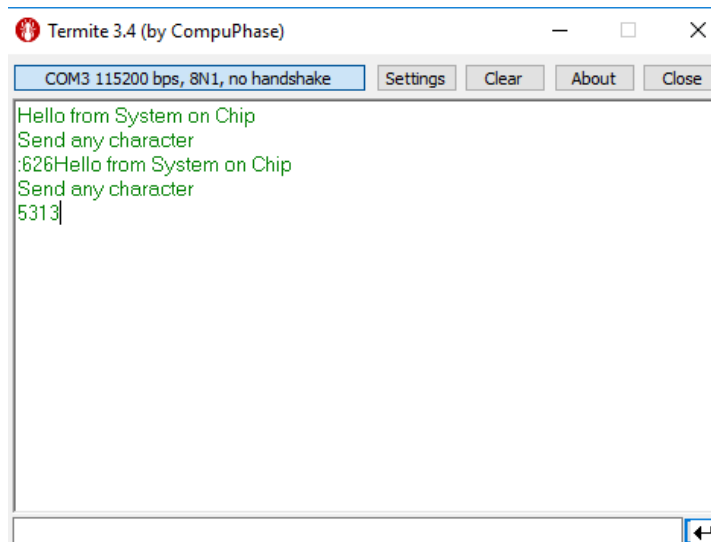 Termite 3.4 (by CompuPhase)
COM3 115200 bps, 8N1, no handshake Settings Clear About Close
Hello from System on Chip
Send any character
:626Hello from System on Chip
Send any character
5313